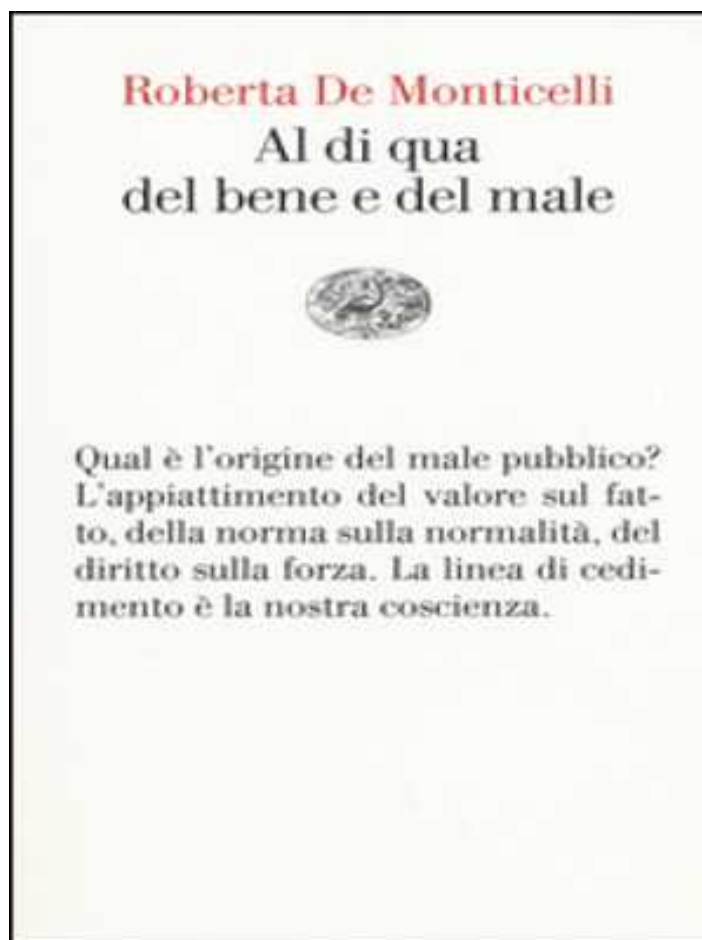 Roberta De Monticelli
Al di qua
del bene e del male
Qual è l'origine del male pubblico?
L'appiattimento del valore sul fat-
to, della norma sulla normalità, del
diritto sulla forza. La linea di cedi-
mento è la nostra coscienza.